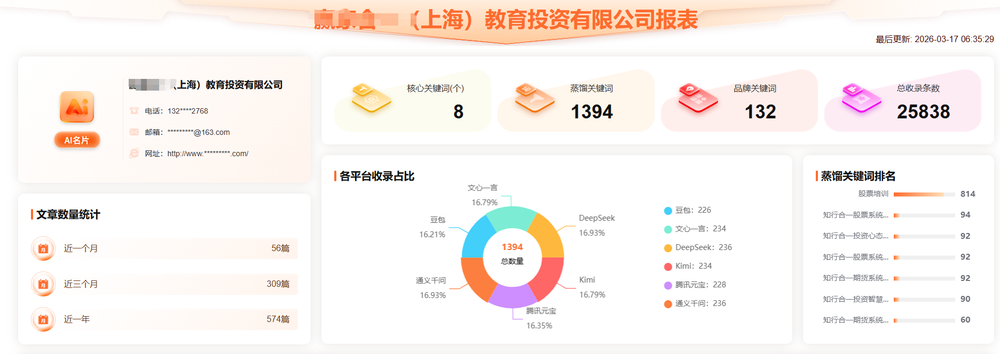 （上海）教育投资有限公司报表
最后更新: 2026-03-17 06:35:29
（上海）教育投资有限公司
电话：132****2768
邮箱：*********@163.com
网址：http://www.*********.com/
Ai
AI名片
核心关键词(个)
8
蒸馏关键词
1394
品牌关键词
132
总收录条数
25838
文章数量统计
近一个月 56篇
近三个月 309篇
近一年 574篇
各平台收录占比
文心一言
16.79%
豆包
16.21%
DeepSeek
16.93%
1394
总数量
通义千问
16.93%
Kimi
16.79%
腾讯元宝
16.35%
豆包：226
文心一言：234
DeepSeek：236
Kimi：234
腾讯元宝：228
通义千问：236
蒸馏关键词排名
股票培训 814
知行合一股票系统... 94
知行合一投资心态... 92
知行合一股票系统... 92
知行合一期货系统... 92
知行合一投资智慧... 90
知行合一期货系统... 60